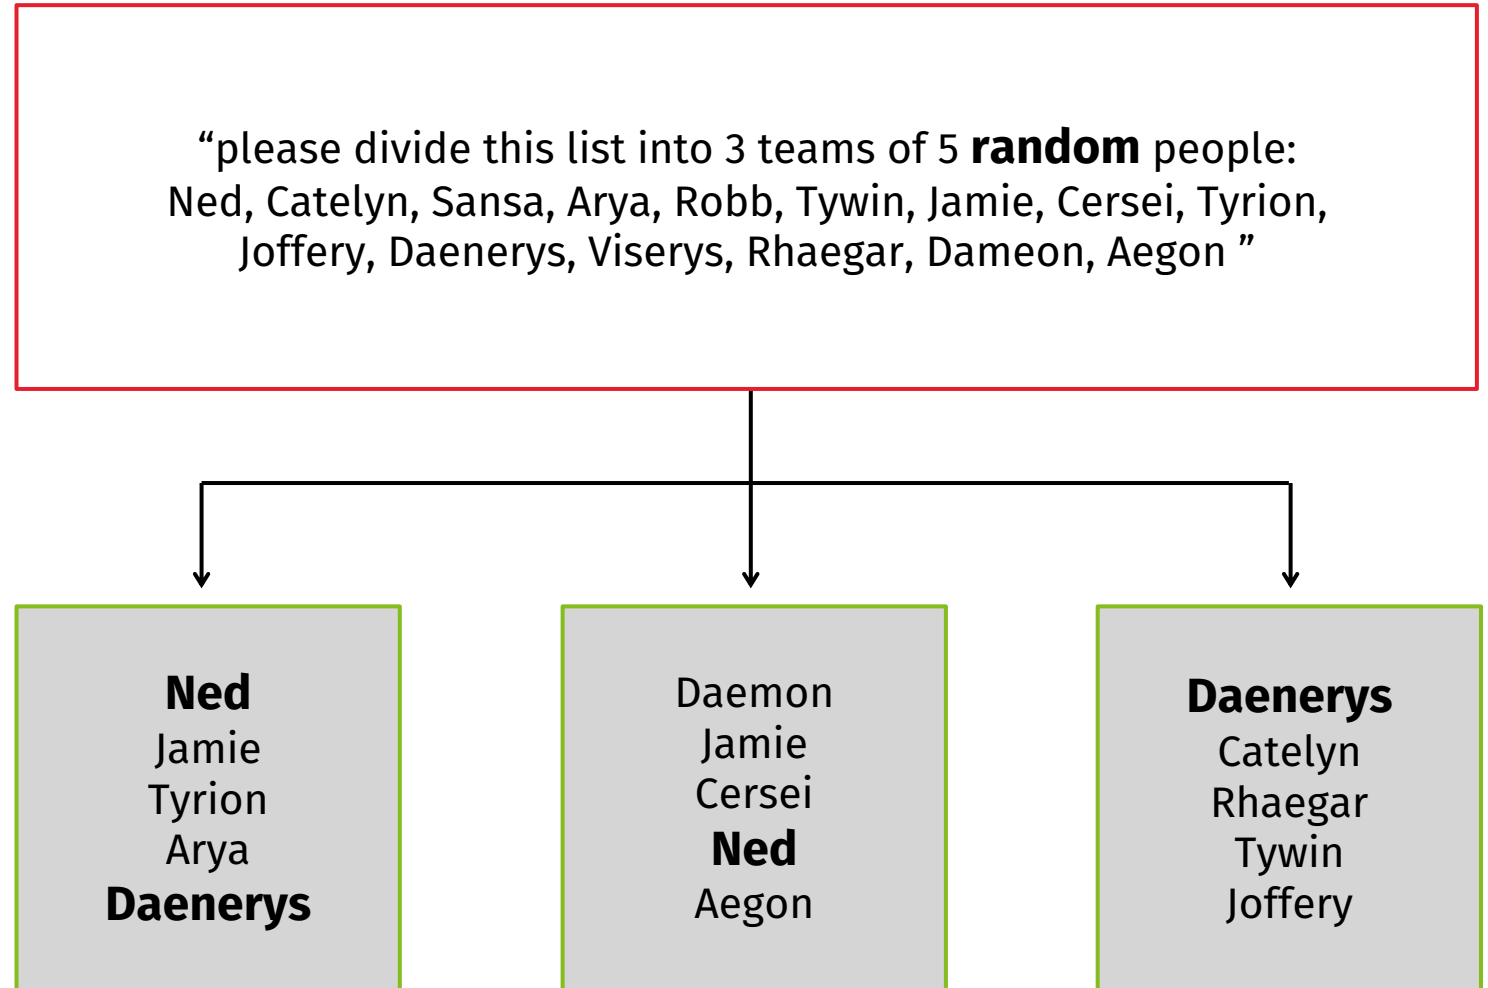 “please divide this list into 3 teams of 5 random people:
Ned, Catelyn, Sansa, Arya, Robb, Tywin, Jamie, Cersei, Tyrion,
Joffery, Daenerys, Viserys, Rhaegar, Dameon, Aegon ”
Ned
Jamie
Tyrion
Arya
Daenerys
Daemon
Jamie
Cersei
Ned
Aegon
Daenerys
Catelyn
Rhaegar
Tywin
Joffery